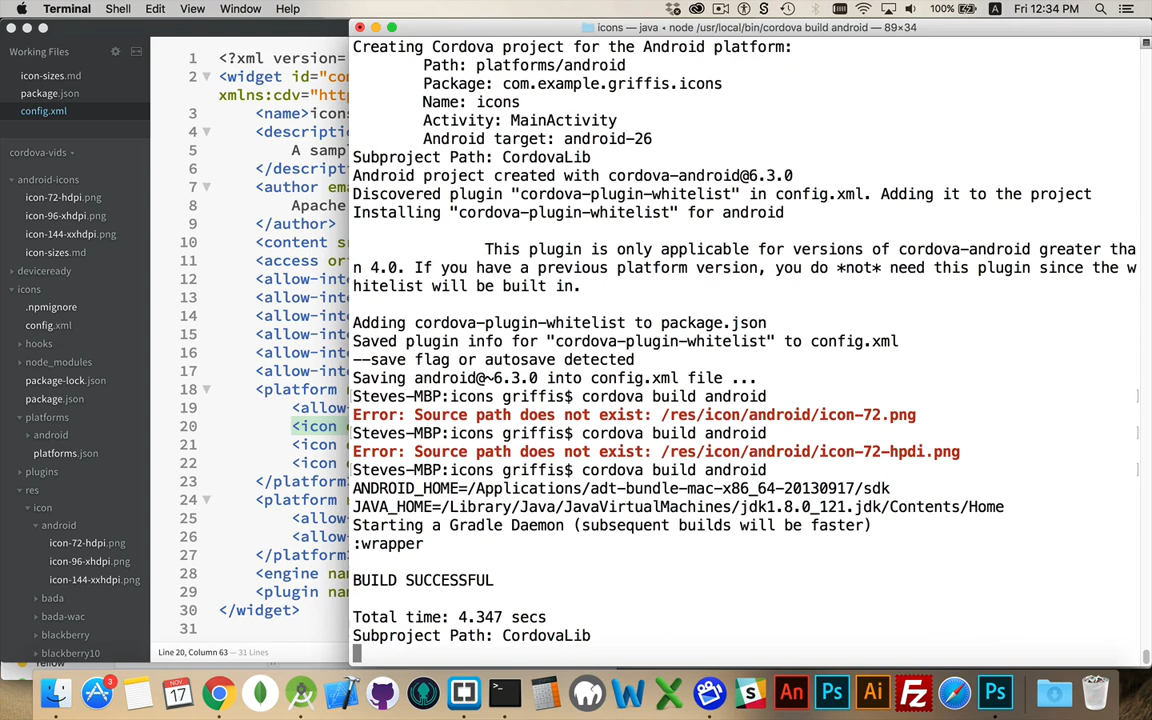 Terminal Shell Edit View Window Help 100% A Fri 12:34 PM
icons — java ◂ node /usr/local/bin/cordova build android — 89×34
Working Files
icon-sizes.md
package.json
config.xml
cordova-vids
android-icons
icon-72-hdpi.png
icon-96-xhdpi.png
icon-144-xxhdpi.png
icon-sizes.md
deviceready
icons
.npmignore
config.xml
hooks
node_modules
package-lock.json
package.json
platforms
android
platforms.json
plugins
res
icon
android
icon-72-hdpi.png
icon-96-xhdpi.png
icon-144-xxhdpi.png
bada
bada-wac
blackberry
blackberry10
1 <?xml version=
2 <widget id="co
xmlns:cdv="http
3 <name>icons
4 <descripti
5 A samp
6 </descript
7 <author ema
8 Apache
9 </author>
10 <content s
11 <access or
12 <allow-int
13 <allow-int
14 <allow-int
15 <allow-int
16 <allow-int
17 <allow-int
18 <platform n
19 <allow-
20 <icon
21 <icon
22 <icon
23 </platform>
24 <platform n
25 <allow-
26 <allow-
27 </platform>
28 <engine na
29 <plugin na
30 </widget>
31
Line 20, Column 63 — 31 Lines
Creating Cordova project for the Android platform:
Path: platforms/android
Package: com.example.griffis.icons
Name: icons
Activity: MainActivity
Android target: android-26
Subproject Path: CordovaLib
Android project created with cordova-android@6.3.0
Discovered plugin "cordova-plugin-whitelist" in config.xml. Adding it to the project
Installing "cordova-plugin-whitelist" for android
This plugin is only applicable for versions of cordova-android greater tha
n 4.0. If you have a previous platform version, you do *not* need this plugin since the w
hitelist will be built in.
Adding cordova-plugin-whitelist to package.json
Saved plugin info for "cordova-plugin-whitelist" to config.xml
--save flag or autosave detected
Saving android@~6.3.0 into config.xml file ...
Steves-MBP:icons griffis$ cordova build android
Error: Source path does not exist: /res/icon/android/icon-72.png
Steves-MBP:icons griffis$ cordova build android
Error: Source path does not exist: /res/icon/android/icon-72-hpdi.png
Steves-MBP:icons griffis$ cordova build android
ANDROID_HOME=/Applications/adt-bundle-mac-x86_64-20130917/sdk
JAVA_HOME=/Library/Java/JavaVirtualMachines/jdk1.8.0_121.jdk/Contents/Home
Starting a Gradle Daemon (subsequent builds will be faster)
:wrapper
BUILD SUCCESSFUL
Total time: 4.347 secs
Subproject Path: CordovaLib
3
NOV
17
W
X
S
An
Ps
Ai
Fz
Ps